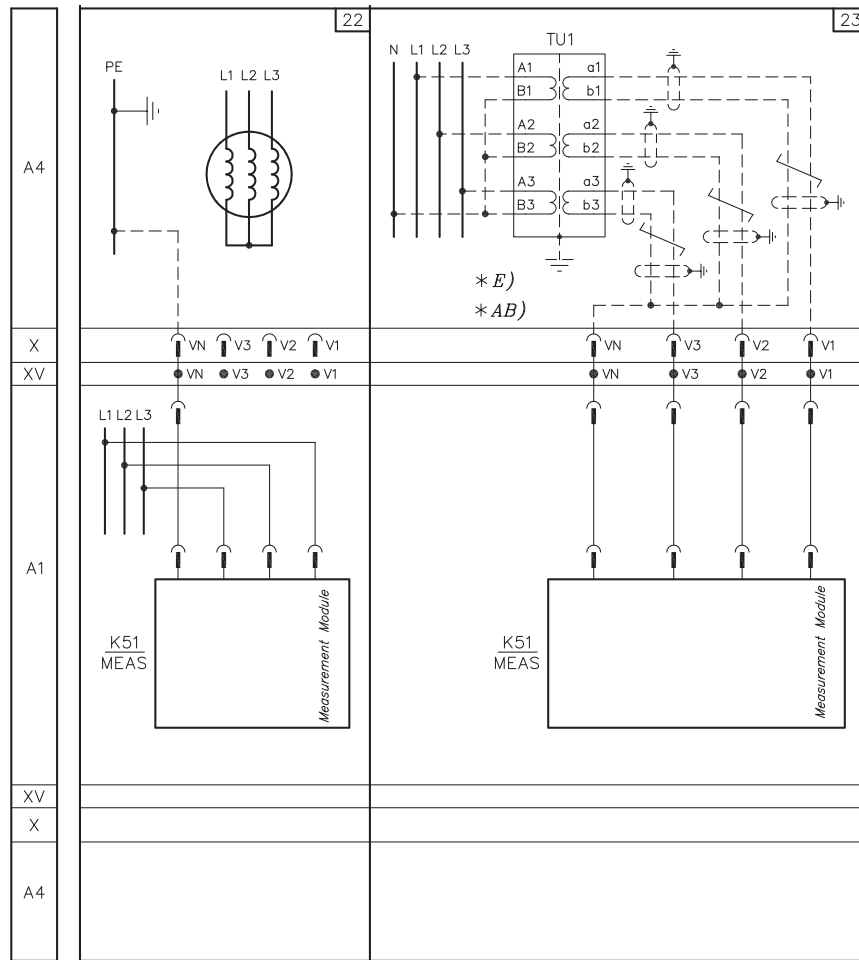 22
23
PE
L1 L2 L3
N L1 L2 L3
TU1
A1 a1
B1 b1
A2 a2
B2 b2
A3 a3
B3 b3
* E)
* AB)
A4
X
VN V3 V2 V1
VN V3 V2 V1
XV
VN V3 V2 V1
VN V3 V2 V1
L1 L2 L3
A1
K51
MEAS
Measurement Module
K51
MEAS
Measurement Module
XV
X
A4